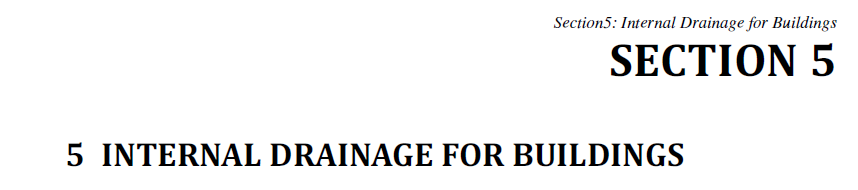 Section5: Internal Drainage for Buildings
SECTION 5
5 INTERNAL DRAINAGE FOR BUILDINGS